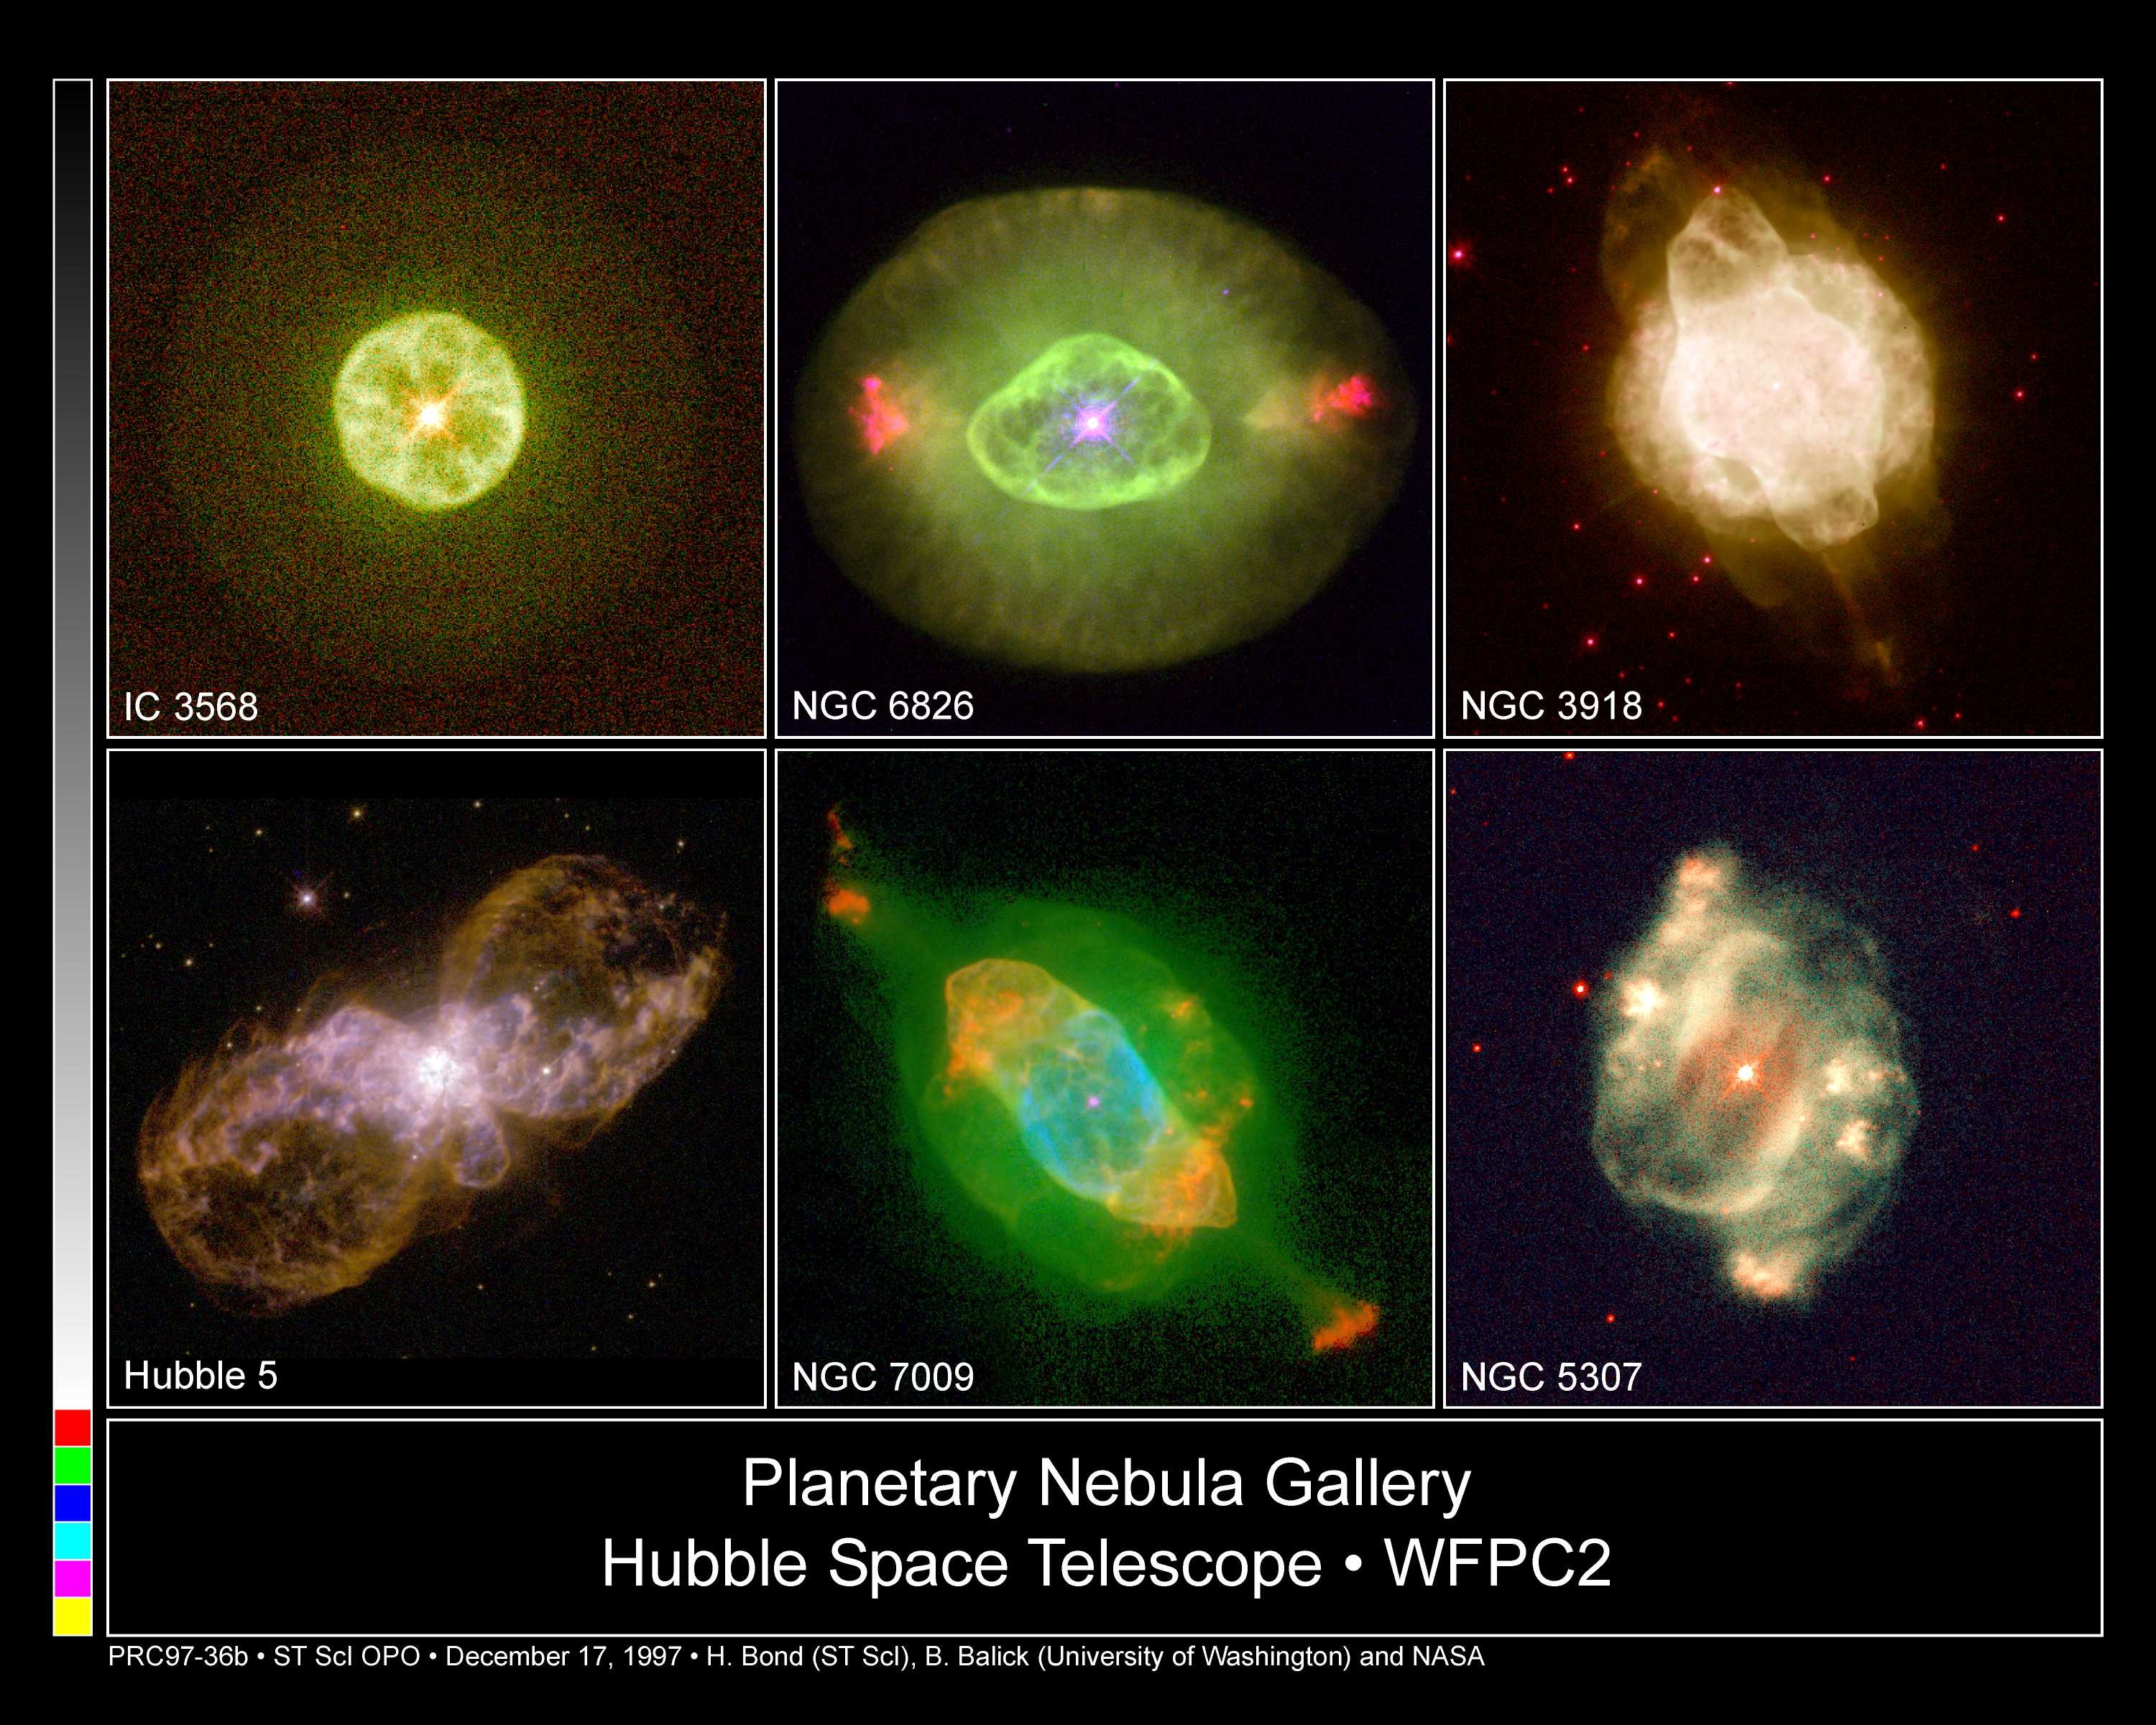 IC 3568
NGC 6826
NGC 3918
Hubble 5
NGC 7009
NGC 5307
Planetary Nebula Gallery
Hubble Space Telescope • WFPC2
PRC97-36b • ST ScI OPO • December 17, 1997 • H. Bond (ST ScI), B. Balick (University of Washington) and NASA